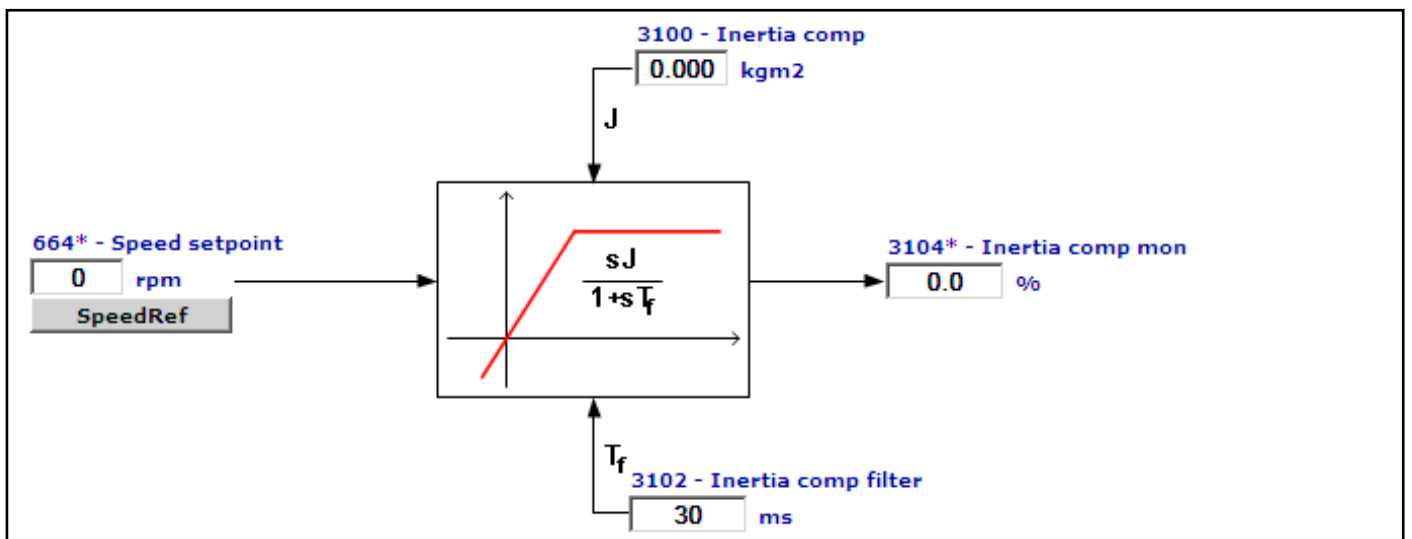 3100 - Inertia comp
0.000 kgm2
J
664* - Speed setpoint
0 rpm
SpeedRef
sJ
1+sTf
3104* - Inertia comp mon
0.0 %
Tf
3102 - Inertia comp filter
30 ms